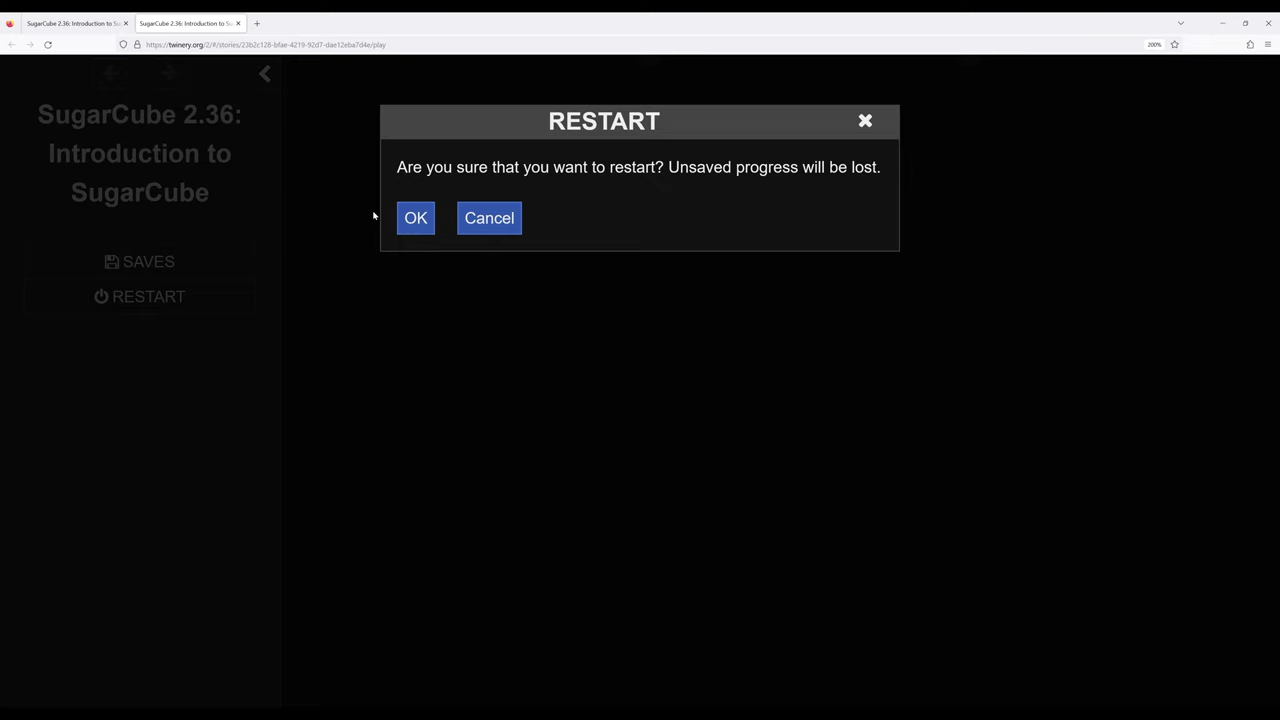 SugarCube 2.36: Introduction to Su
SugarCube 2.36: Introduction to Su
https://twinery.org/2/#/stories/23b2c128-bfae-4219-92d7-dae12eba7d4e/play
200%
SugarCube 2.36:
Introduction to
SugarCube
SAVES
RESTART
RESTART
Are you sure that you want to restart? Unsaved progress will be lost.
OK
Cancel